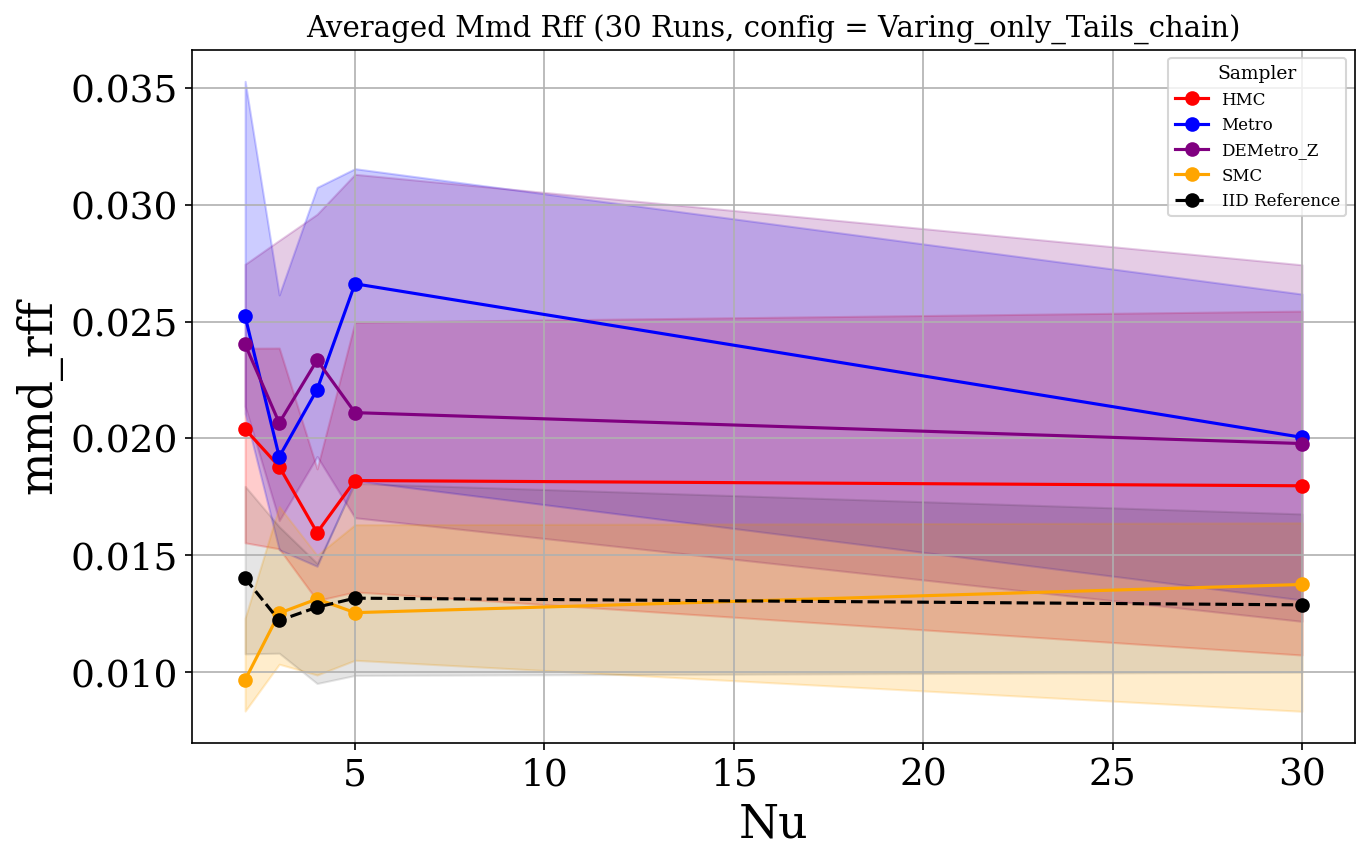 Averaged Mmd Rff (30 Runs, config = Varing_only_Tails_chain)
Sampler
HMC
Metro
DEMetro_Z
SMC
IID Reference
mmd_rff
0.035
0.030
0.025
0.020
0.015
0.010
5 10 15 20 25 30
Nu